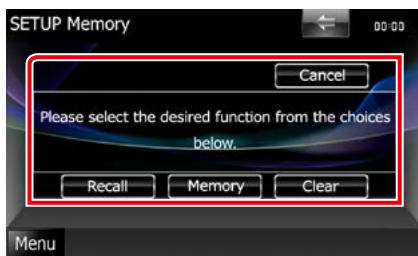 SETUP Memory
00:00
Cancel
Please select the desired function from the choices
below.
Recall Memory Clear
Menu